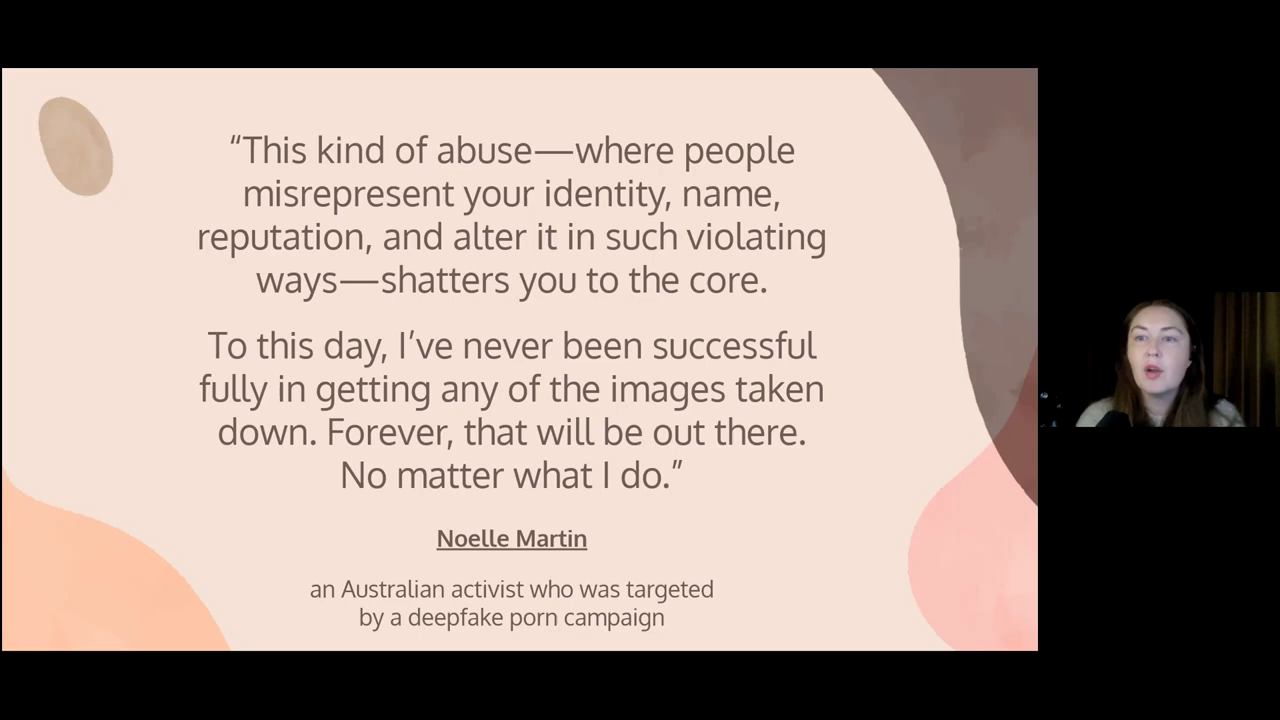 “This kind of abuse—where people
misrepresent your identity, name,
reputation, and alter it in such violating
ways—shatters you to the core.
To this day, I’ve never been successful
fully in getting any of the images taken
down. Forever, that will be out there.
No matter what I do.”
Noelle Martin
an Australian activist who was targeted
by a deepfake porn campaign